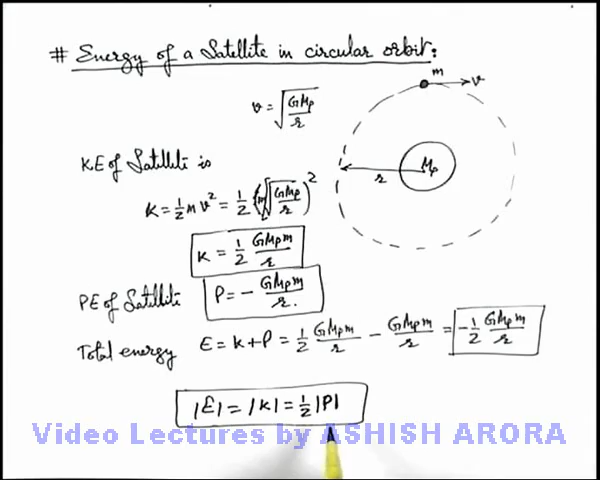 # Energy of a Satellite in circular orbit:
m
v
v = √(GMp/r)
Mp
r
K.E of Satellite is
K = 1/2 m v² = 1/2 (m√(GMp/r))²
K = 1/2 GMpm/r
PE of Satellite P = - GMpm/r.
Total energy E = K + P = 1/2 GMpm/r - GMpm/r = -1/2 GMpm/r
|E| = |K| = 1/2 |P|
Video Lectures by ASHISH ARORA